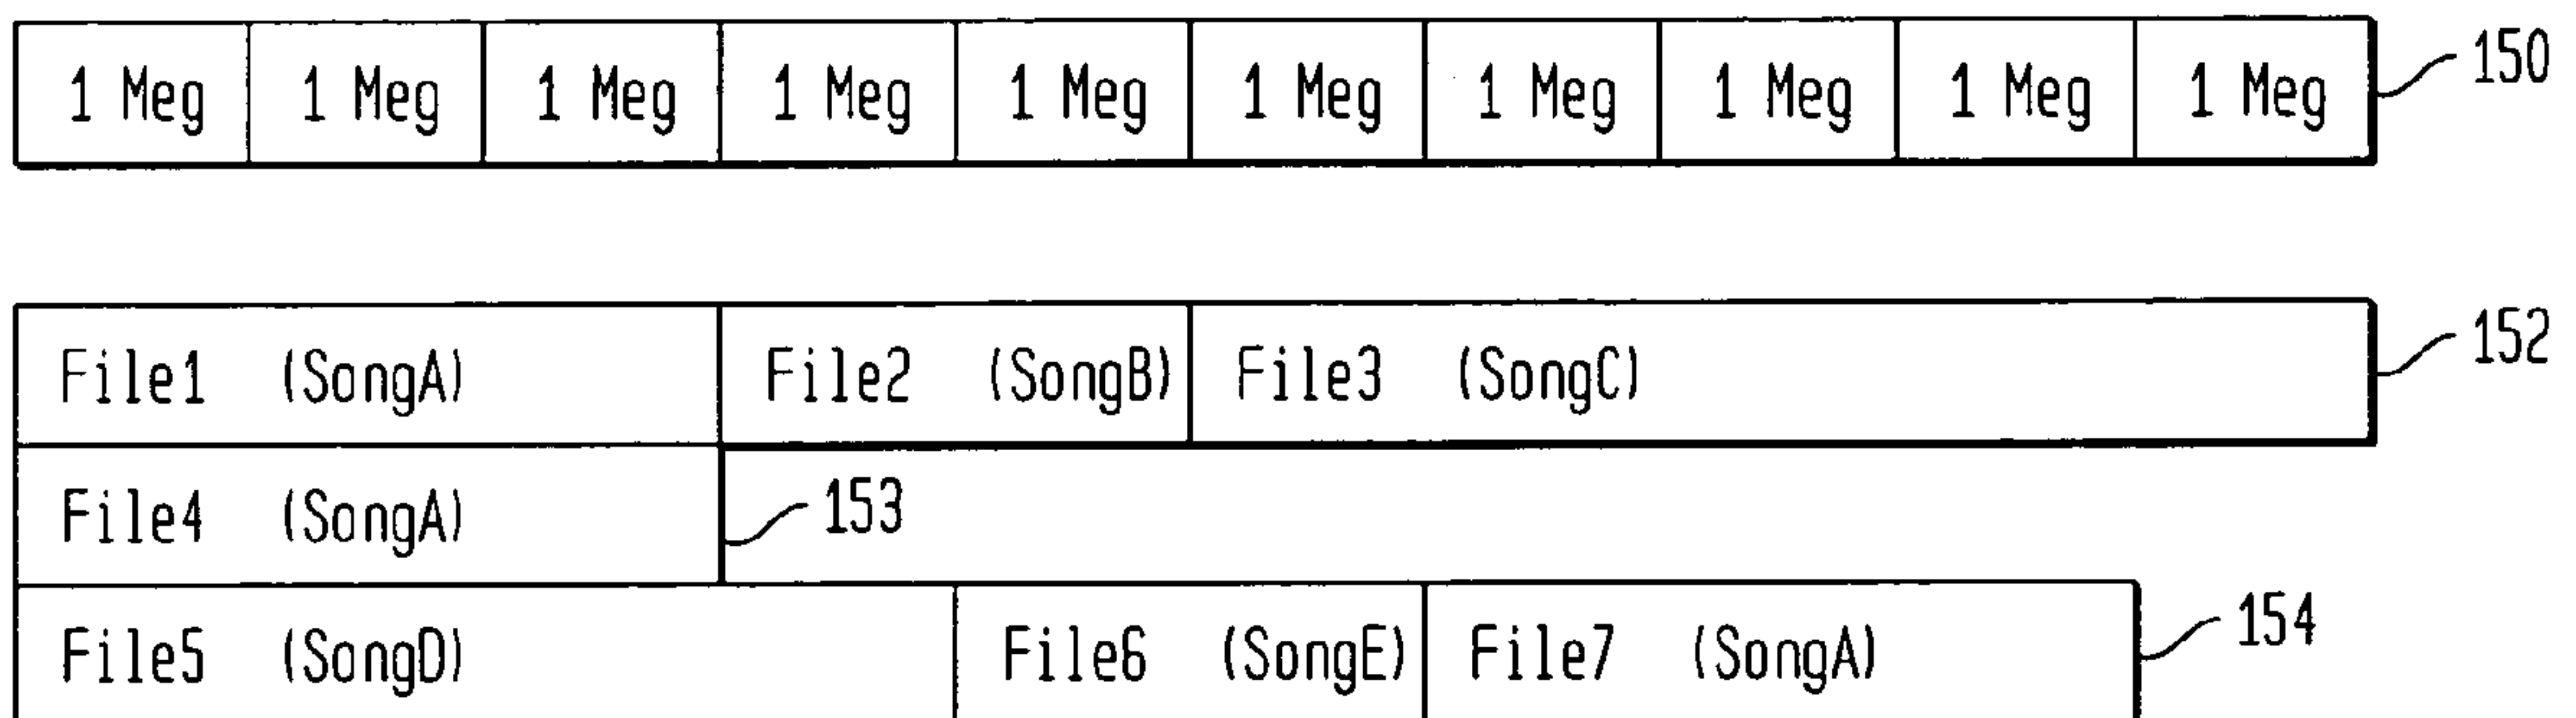 1 Meg 1 Meg 1 Meg 1 Meg 1 Meg 1 Meg 1 Meg 1 Meg 1 Meg 1 Meg 150
File1 (SongA) File2 (SongB) File3 (SongC) 152
File4 (SongA) 153
File5 (SongD) File6 (SongE) File7 (SongA) 154